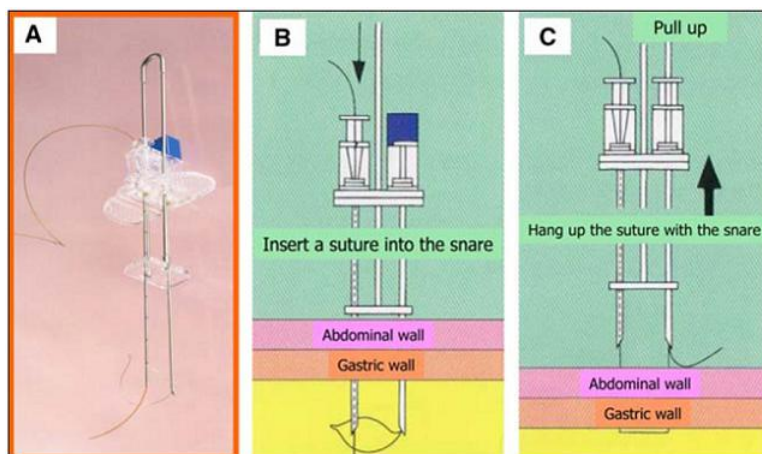 A
B
C
Pull up
Insert a suture into the snare
Hang up the suture with the snare
Abdominal wall
Gastric wall
Abdominal wall
Gastric wall